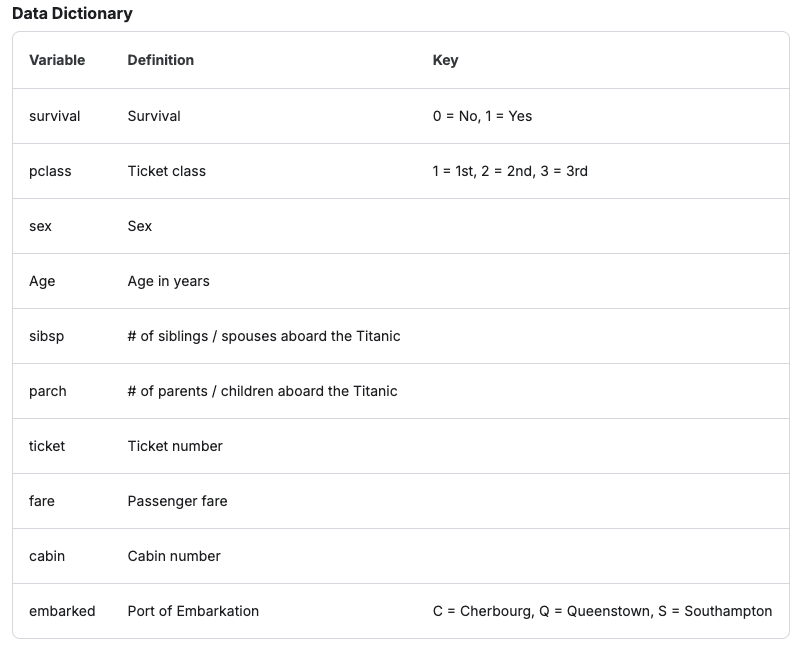 Data Dictionary
Variable Definition Key
survival Survival 0 = No, 1 = Yes
pclass Ticket class 1 = 1st, 2 = 2nd, 3 = 3rd
sex Sex
Age Age in years
sibsp # of siblings / spouses aboard the Titanic
parch # of parents / children aboard the Titanic
ticket Ticket number
fare Passenger fare
cabin Cabin number
embarked Port of Embarkation C = Cherbourg, Q = Queenstown, S = Southampton